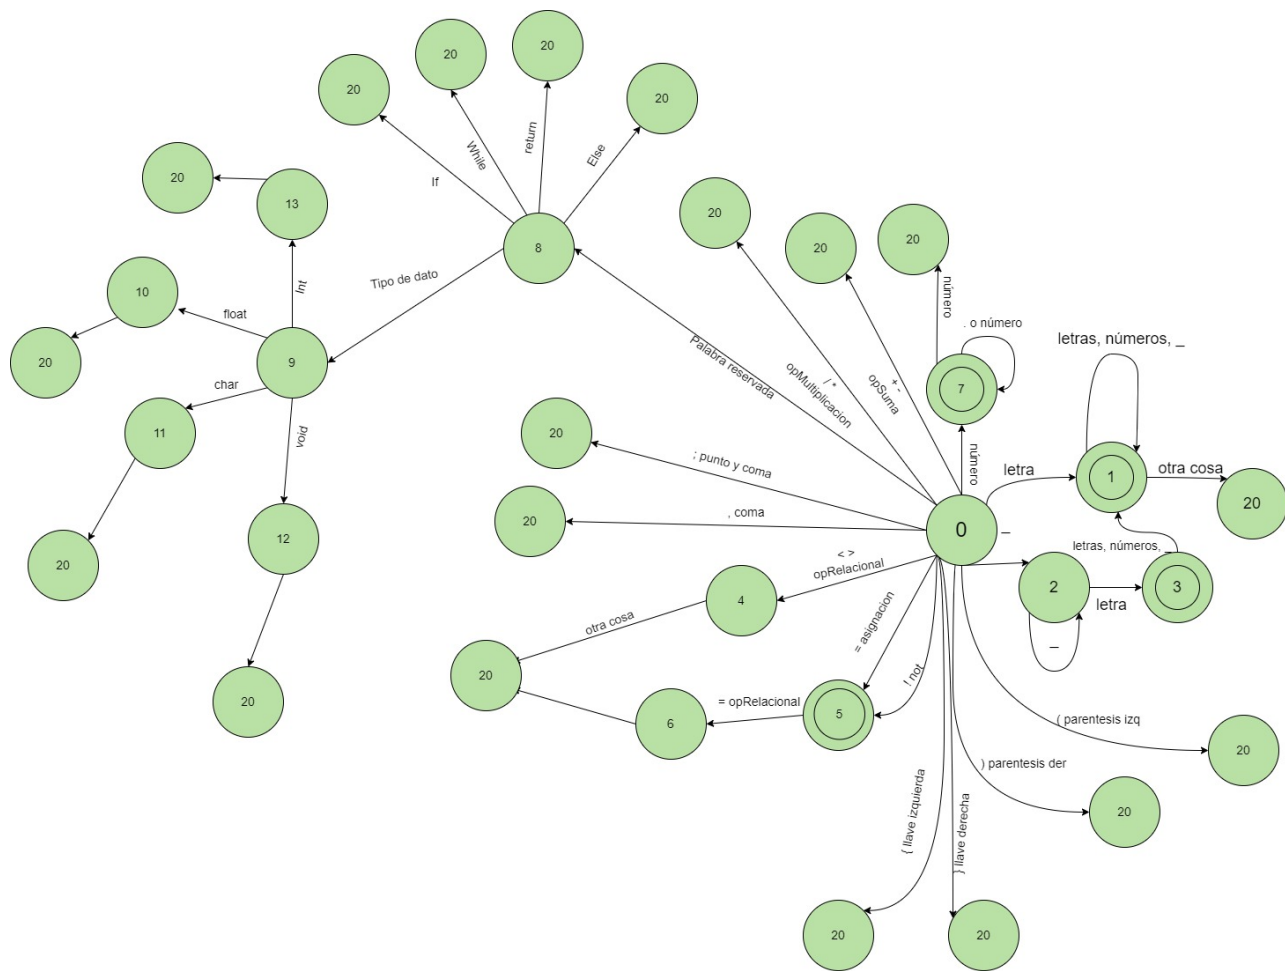 20
20
20
20
If
While
return
Else
20
13
8
20
20
20
Tipo de dato
Int
10
float
20
9
char
11
void
12
20
20
Palabra reservada
/ *
opMultiplicacion
+ -
opSuma
número
. o número
7
número
letras, números, _
letra
1
otra cosa
20
20
; punto y coma
20
, coma
0
_
letras, números, _
2
letra
3
_
< >
opRelacional
4
otra cosa
= asignacion
! not
20
= opRelacional
6
5
( parentesis izq
20
) parentesis der
20
{ llave izquierda
} llave derecha
20
20